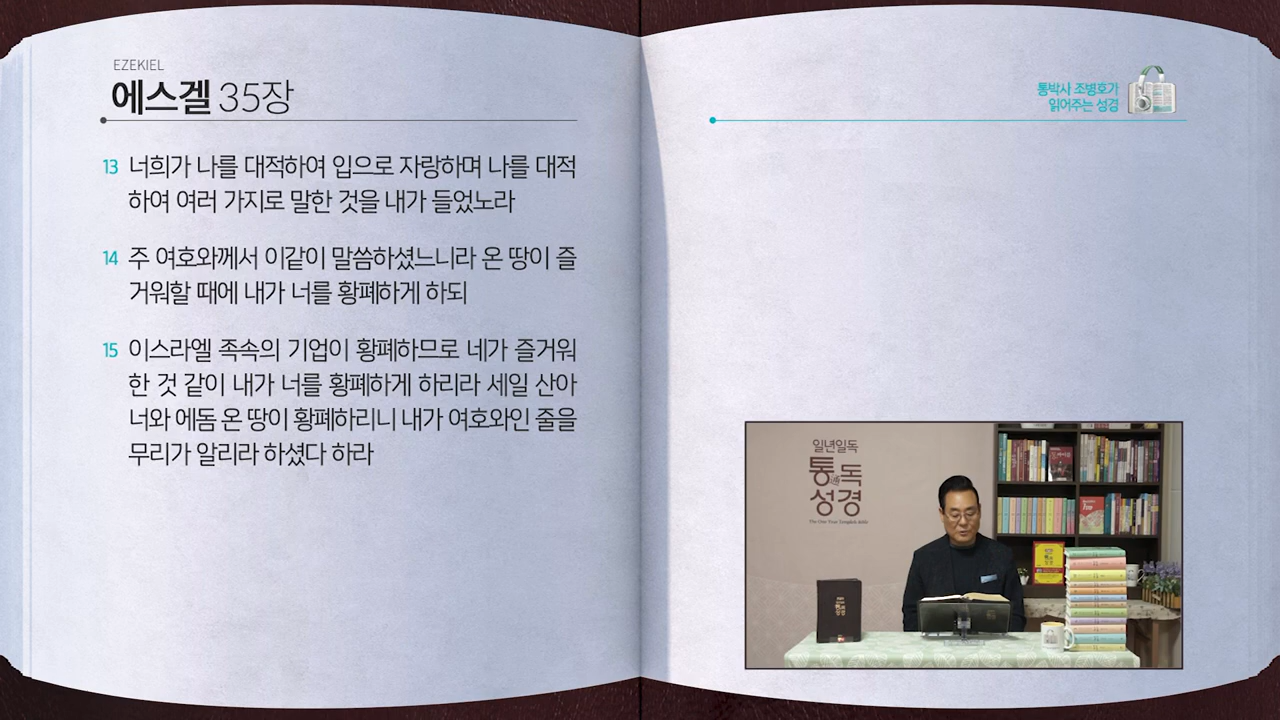 EZEKIEL
에스겔 35장
13 너희가 나를 대적하여 입으로 자랑하며 나를 대적
하여 여러 가지로 말한 것을 내가 들었노라
14 주 여호와께서 이같이 말씀하셨느니라 온 땅이 즐
거워할 때에 내가 너를 황폐하게 하되
15 이스라엘 족속의 기업이 황폐하므로 네가 즐거워
한 것 같이 내가 너를 황폐하게 하리라 세일 산아
너와 에돔 온 땅이 황폐하리니 내가 여호와인 줄을
무리가 알리라 하셨다 하라
통박사 조병호가
읽어주는 성경
일년일독
통독
성경